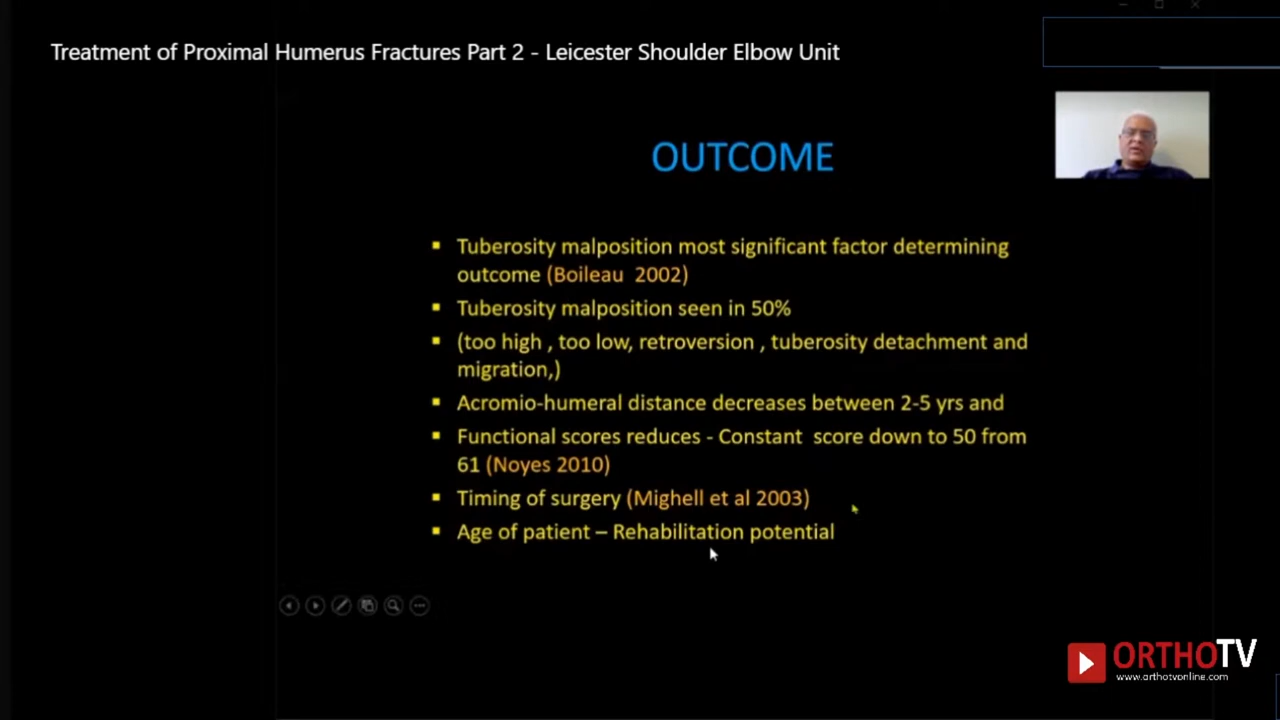 Treatment of Proximal Humerus Fractures Part 2 - Leicester Shoulder Elbow Unit
OUTCOME
▪ Tuberosity malposition most significant factor determining
outcome (Boileau 2002)
▪ Tuberosity malposition seen in 50%
▪ (too high , too low, retroversion , tuberosity detachment and
migration,)
▪ Acromio-humeral distance decreases between 2-5 yrs and
▪ Functional scores reduces - Constant score down to 50 from
61 (Noyes 2010)
▪ Timing of surgery (Mighell et al 2003)
▪ Age of patient – Rehabilitation potential
ORTHOTV
www.orthotvonline.com